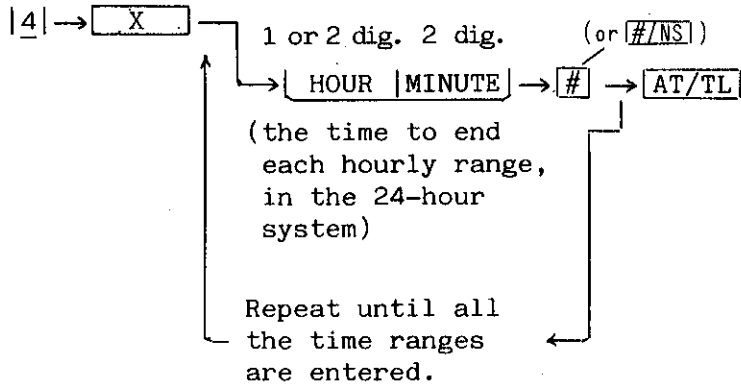 |4| → X
1 or 2 dig. 2 dig. (or #/NS)
HOUR |MINUTE → # → AT/TL
(the time to end
each hourly range,
in the 24-hour
system)
Repeat until all
the time ranges
are entered.